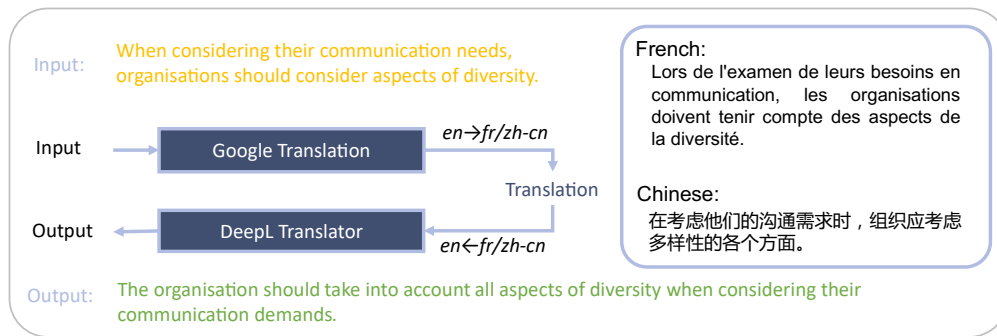 Input:
When considering their communication needs,
organisations should consider aspects of diversity.
French:
Lors de l'examen de leurs besoins en
communication, les organisations
doivent tenir compte des aspects de
la diversité.
Input
Google Translation
en→fr/zh-cn
Translation
Chinese:
在考虑他们的沟通需求时，组织应考虑
多样性的各个方面。
Output
DeepL Translator
en←fr/zh-cn
Output:
The organisation should take into account all aspects of diversity when considering their
communication demands.